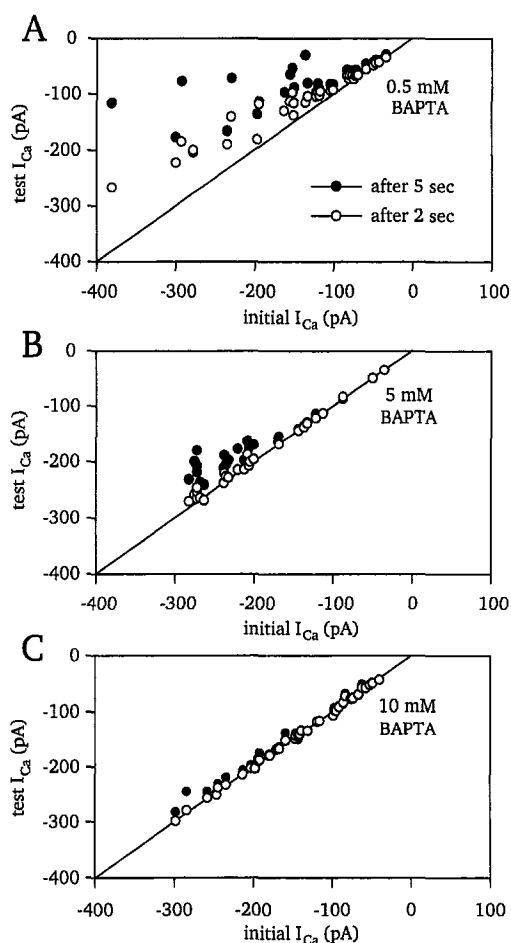 A
0
-100
-200
-300
-400
test I_Ca (pA)
0.5 mM
BAPTA
after 5 sec
after 2 sec
-400 -300 -200 -100 0 100
initial I_Ca (pA)
B
0
-100
-200
-300
-400
test I_Ca (pA)
5 mM
BAPTA
-400 -300 -200 -100 0 100
initial I_Ca (pA)
C
0
-100
-200
-300
-400
test I_Ca (pA)
10 mM
BAPTA
-400 -300 -200 -100 0 100
initial I_Ca (pA)